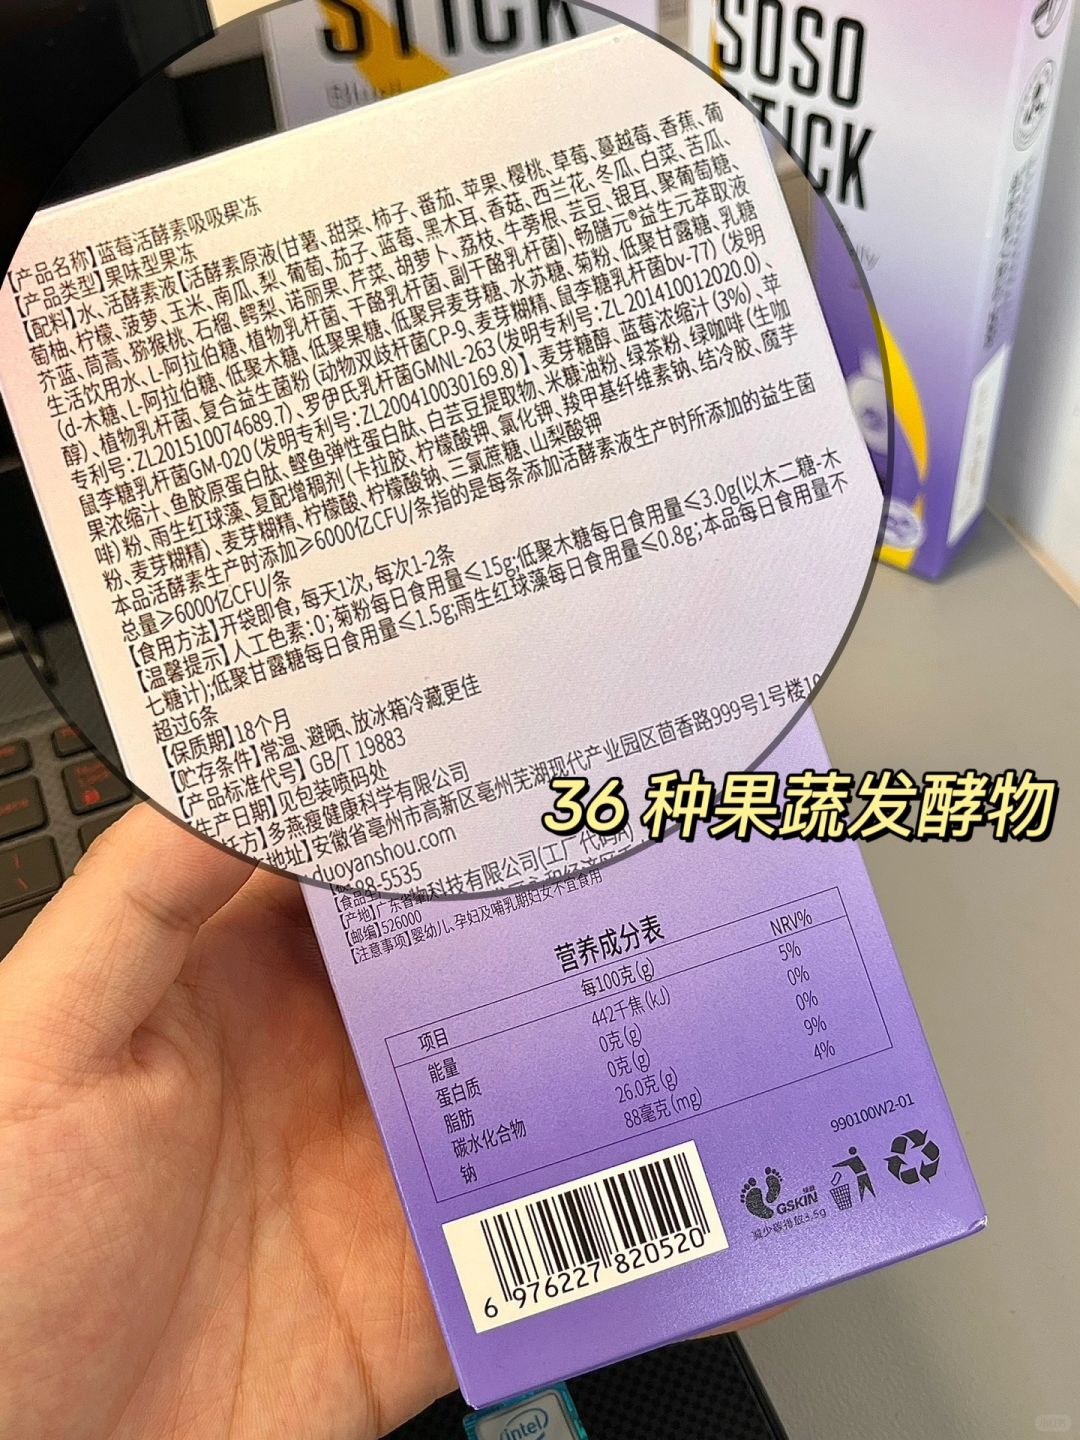 STICK
SOSO
STICK
【产品名称】蓝莓活酵素吸吸果冻
【产品类型】果味型果冻
【配料】水、活酵素液【活酵素原液(甘薯、甜菜、柿子、番茄、苹果、樱桃、草莓、蔓越莓、香蕉、葡
萄柚、柠檬、菠萝、玉米、南瓜、梨、葡萄、茄子、蓝莓、黑木耳、香菇、西兰花、冬瓜、白菜、苦瓜、
芥蓝、茼蒿、猕猴桃、石榴、鳄梨、诺丽果、芹菜、胡萝卜、荔枝、牛蒡根、芸豆、银耳、聚葡萄糖、
生活饮用水、L-阿拉伯糖、植物乳杆菌、干酪乳杆菌、副干酪乳杆菌)、畅膳元®益生元萃取液
(d-木糖、L-阿拉伯糖、低聚木糖、低聚果糖、低聚异麦芽糖、水苏糖、菊粉、低聚甘露糖、乳糖
醇)、植物乳杆菌、复合益生菌粉(动物双歧杆菌CP-9、麦芽糊精、鼠李糖乳杆菌bv-77)(发明
专利号:ZL201510074689.7)、罗伊氏乳杆菌GMNL-263(发明专利号:ZL 201410012020.0)、
鼠李糖乳杆菌GM-020(发明专利号:ZL200410030169.8)】、麦芽糖醇、蓝莓浓缩汁(3%)、苹
果浓缩汁、鱼胶原蛋白肽、鲣鱼弹性蛋白肽、白芸豆提取物、米糠油粉、绿茶粉、绿咖啡(生咖
啡)粉、雨生红球藻、复配增稠剂(卡拉胶、柠檬酸钾、氯化钾、羧甲基纤维素钠、结冷胶、魔芋
粉、麦芽糊精)、麦芽糊精、柠檬酸、柠檬酸钠、三氯蔗糖、山梨酸钾
本品活酵素生产时添加≥6000亿CFU/条指的是每条添加活酵素液生产时所添加的益生菌
总量≥6000亿CFU/条
【食用方法】开袋即食,每天1次,每次1-2条
【温馨提示】人工色素:0;菊粉每日食用量≤15g;低聚木糖每日食用量≤3.0g(以木二糖-木
七糖计);低聚甘露糖每日食用量≤1.5g;雨生红球藻每日食用量≤0.8g;本品每日食用量不
超过6条
【保质期】18个月
【贮存条件】常温、避晒、放冰箱冷藏更佳
【产品标准代号】GB/T 19883
【生产日期】见包装喷码处
托方】多燕瘦健康科学有限公司
地址】安徽省亳州市高新区亳州芜湖现代产业园区茴香路999号1号楼10
duoyanshou.com
88-5535
【产地】广东省肇
科技有限公司(工厂代码A)
【邮编】526000
【注意事项】婴幼儿、孕妇及哺乳期妇女不宜食用
36 种果蔬发酵物
营养成分表
项目 每100克(g) NRV%
能量 442千焦(kJ) 5%
蛋白质 0克(g) 0%
脂肪 0克(g) 0%
碳水化合物 26.0克(g) 9%
钠 88毫克(mg) 4%
990100W2-01
GSKIN
减少碳排放3.5g
6 976227 820520
intel